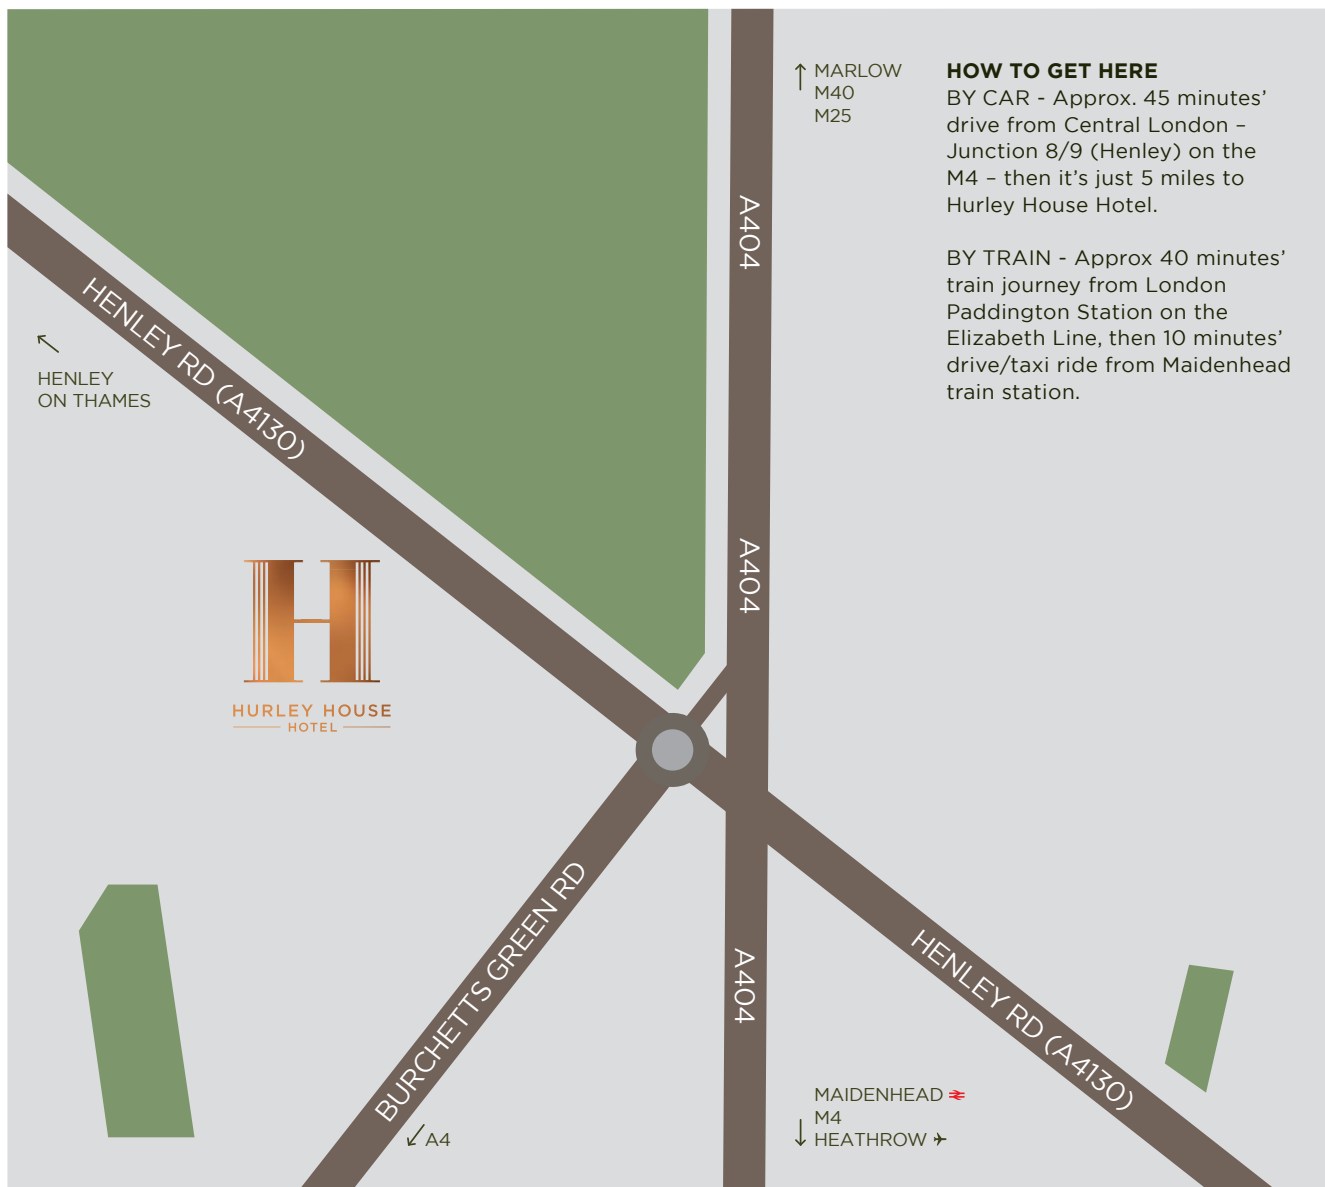 MARLOW
M40
M25
HOW TO GET HERE
BY CAR - Approx. 45 minutes’
drive from Central London –
Junction 8/9 (Henley) on the
M4 – then it’s just 5 miles to
Hurley House Hotel.
BY TRAIN - Approx 40 minutes’
train journey from London
Paddington Station on the
Elizabeth Line, then 10 minutes’
drive/taxi ride from Maidenhead
train station.
A404
HENLEY RD (A4130)
HENLEY
ON THAMES
A404
H
HURLEY HOUSE
HOTEL
BURCHETTS GREEN RD
A404
HENLEY RD (A4130)
A4
MAIDENHEAD
M4
HEATHROW